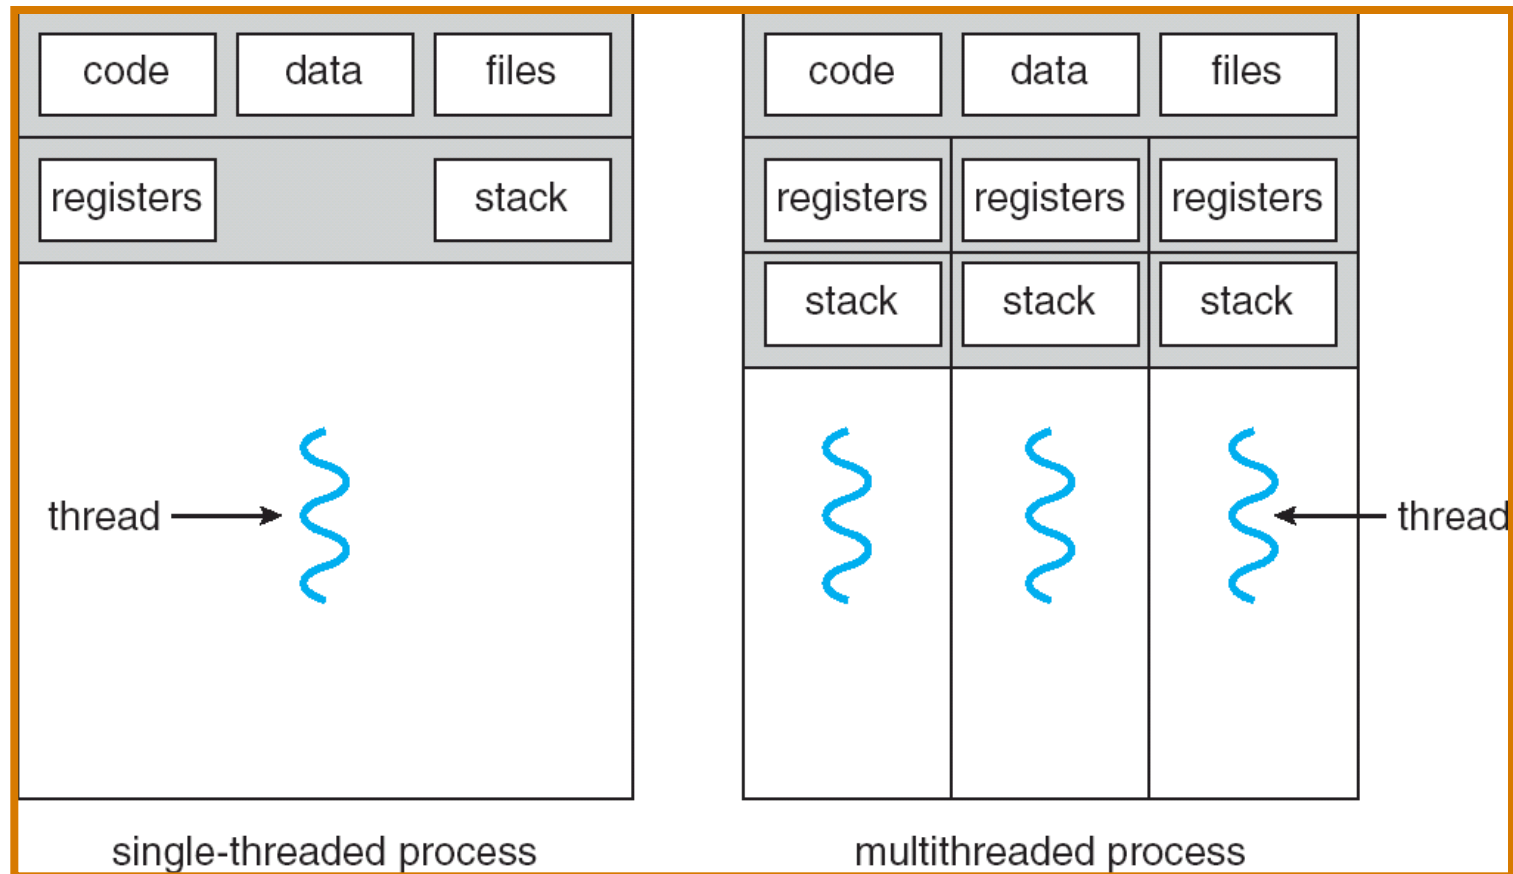 code data files
registers stack
thread
single-threaded process
code data files
registers registers registers
stack stack stack
thread
multithreaded process